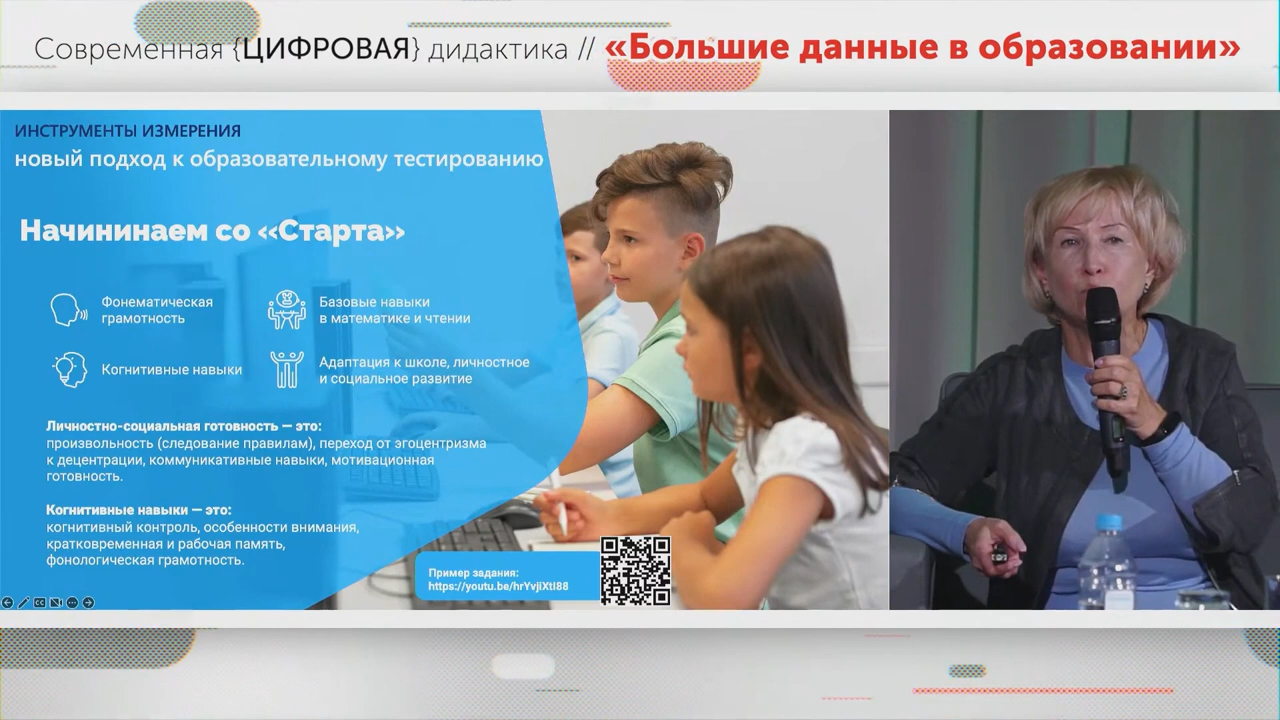 Современная {ЦИФРОВАЯ} дидактика // «Большие данные в образовании»
ИНСТРУМЕНТЫ ИЗМЕРЕНИЯ
новый подход к образовательному тестированию
Начининаем со «Старта»
Фонематическая
грамотность
Базовые навыки
в математике и чтении
Когнитивные навыки
Адаптация к школе, личностное
и социальное развитие
Личностно-социальная готовность — это:
произвольность (следование правилам), переход от эгоцентризма
к децентрации, коммуникативные навыки, мотивационная
готовность.
Когнитивные навыки — это:
когнитивный контроль, особенности внимания,
кратковременная и рабочая память,
фонологическая грамотность.
Пример задания:
https://youtu.be/hrYvjiXtI88